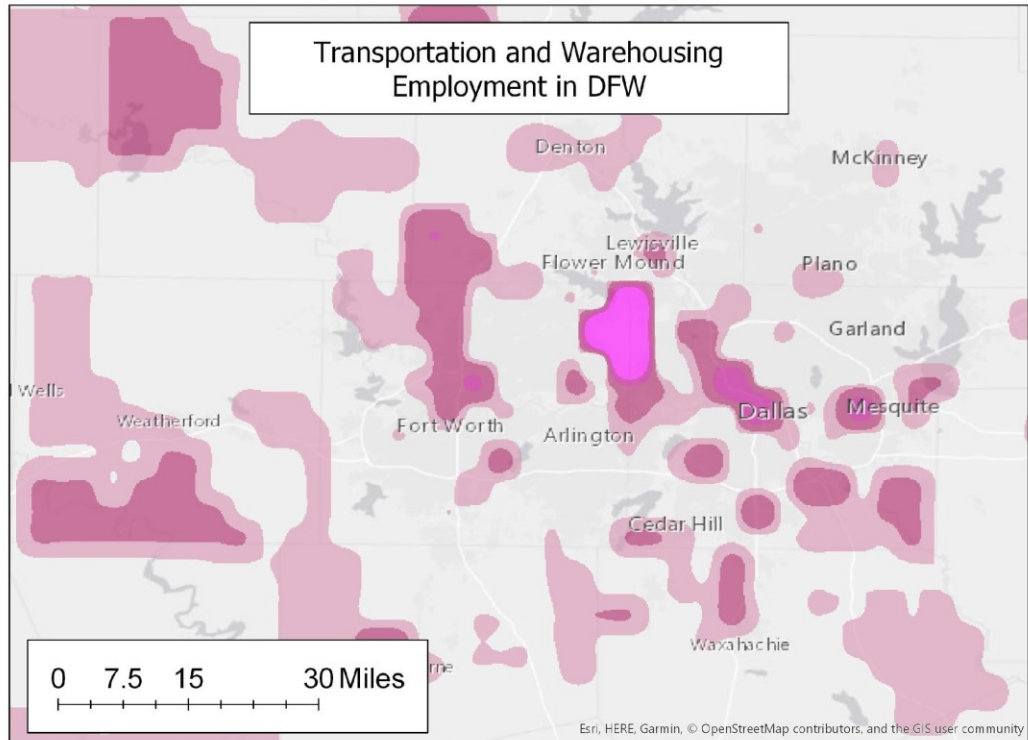 Transportation and Warehousing
Employment in DFW
Denton
McKinney
Lewisville
Flower Mound
Plano
Garland
Wells
Weatherford
Fort Worth
Arlington
Dallas
Mesquite
Cedar Hill
Waxahachie
0 7.5 15 30 Miles
Esri, HERE, Garmin, © OpenStreetMap contributors, and the GIS user community